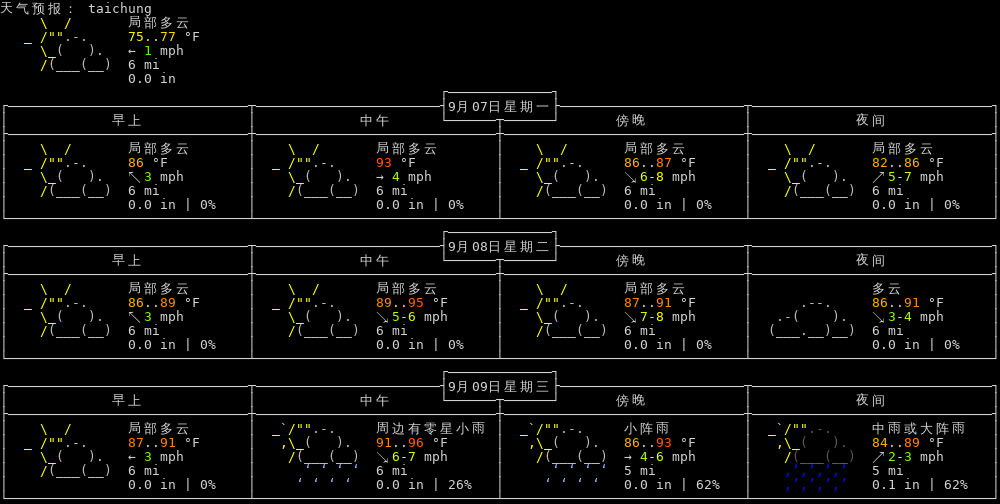 天气预报： taichung
局部多云
75..77 °F
← 1 mph
6 mi
0.0 in
9月07日星期一
早上 中午 傍晚 夜间
局部多云 局部多云 局部多云 局部多云
86 °F 93 °F 86..87 °F 82..86 °F
↖ 3 mph → 4 mph ↘ 6-8 mph ↗ 5-7 mph
6 mi 6 mi 6 mi 6 mi
0.0 in | 0% 0.0 in | 0% 0.0 in | 0% 0.0 in | 0%
9月08日星期二
早上 中午 傍晚 夜间
局部多云 局部多云 局部多云 多云
86..89 °F 89..95 °F 87..91 °F 86..91 °F
↖ 3 mph ↘ 5-6 mph ↘ 7-8 mph ↘ 3-4 mph
6 mi 6 mi 6 mi 6 mi
0.0 in | 0% 0.0 in | 0% 0.0 in | 0% 0.0 in | 0%
9月09日星期三
早上 中午 傍晚 夜间
局部多云 周边有零星小雨 小阵雨 中雨或大阵雨
87..91 °F 91..96 °F 86..93 °F 84..89 °F
← 3 mph ↘ 6-7 mph → 4-6 mph ↗ 2-3 mph
6 mi 6 mi 5 mi 5 mi
0.0 in | 0% 0.0 in | 26% 0.0 in | 62% 0.1 in | 62%